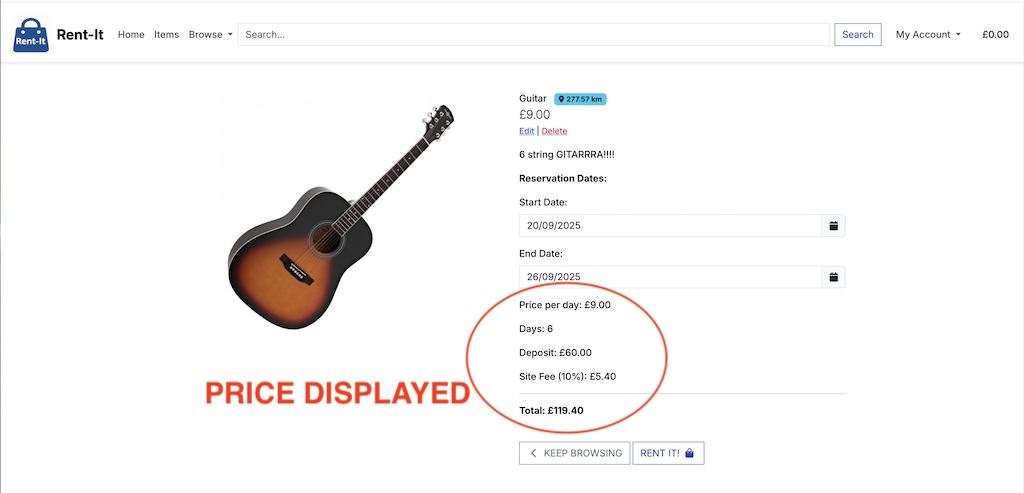 Rent-It
Rent-It
Home Items Browse Search... Search My Account £0.00
Guitar 277.57 km
£9.00
Edit | Delete
6 string GITARRRA!!!!
Reservation Dates:
Start Date:
20/09/2025
End Date:
26/09/2025
Price per day: £9.00
Days: 6
Deposit: £60.00
Site Fee (10%): £5.40
PRICE DISPLAYED
Total: £119.40
KEEP BROWSING RENT IT!